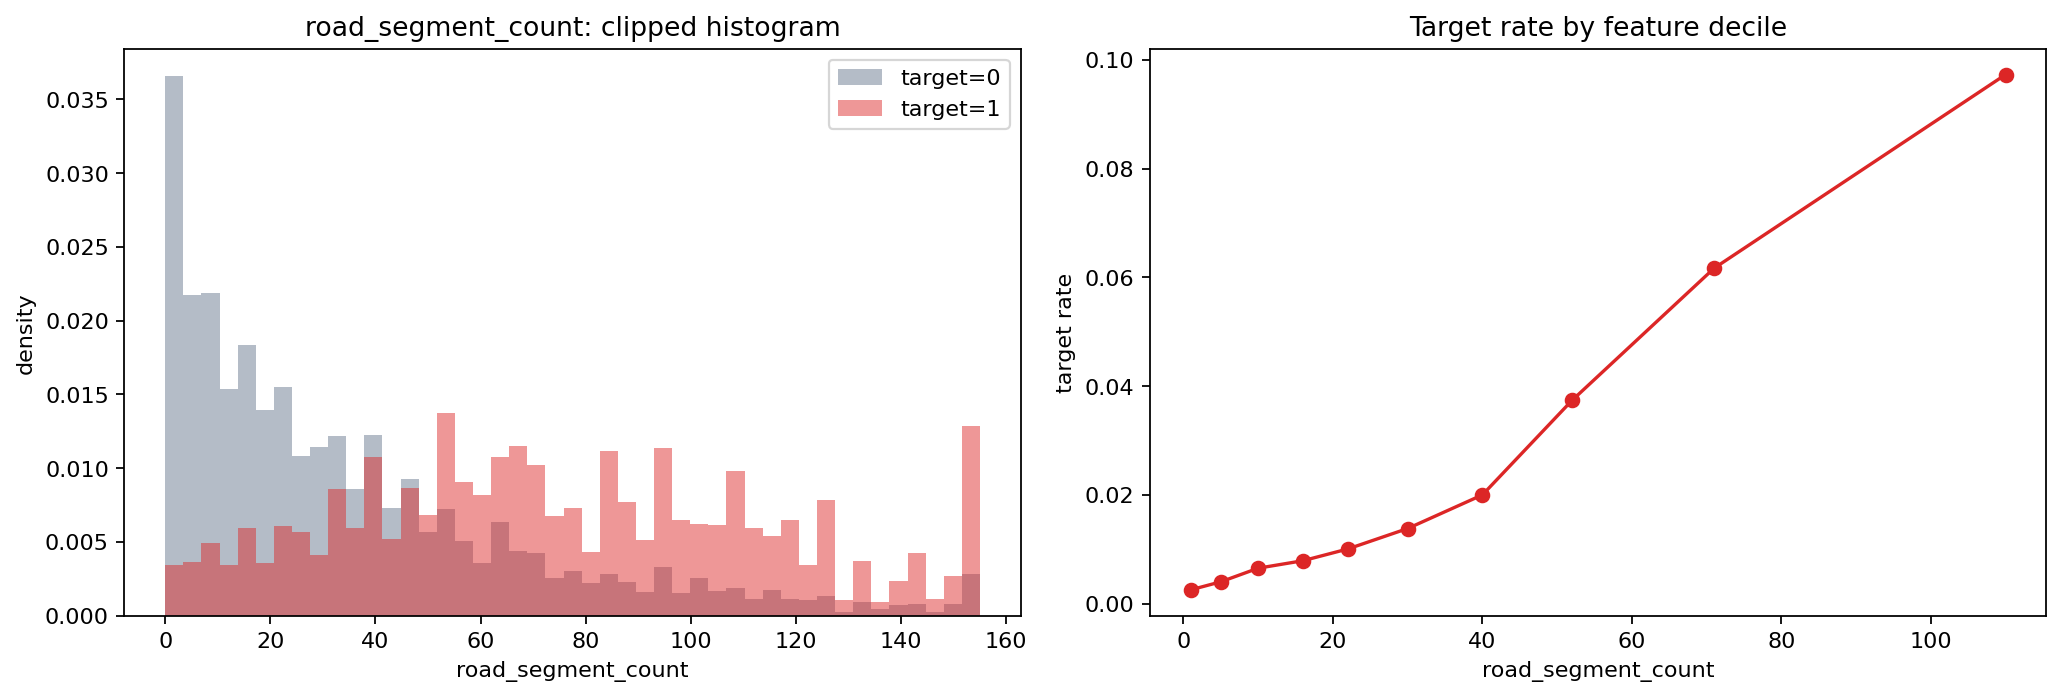 road_segment_count: clipped histogram
target=0
target=1
0.035
0.030
0.025
0.020
0.015
0.010
0.005
0.000
density
0 20 40 60 80 100 120 140 160
road_segment_count
Target rate by feature decile
0.10
0.08
0.06
0.04
0.02
0.00
target rate
0 20 40 60 80 100
road_segment_count